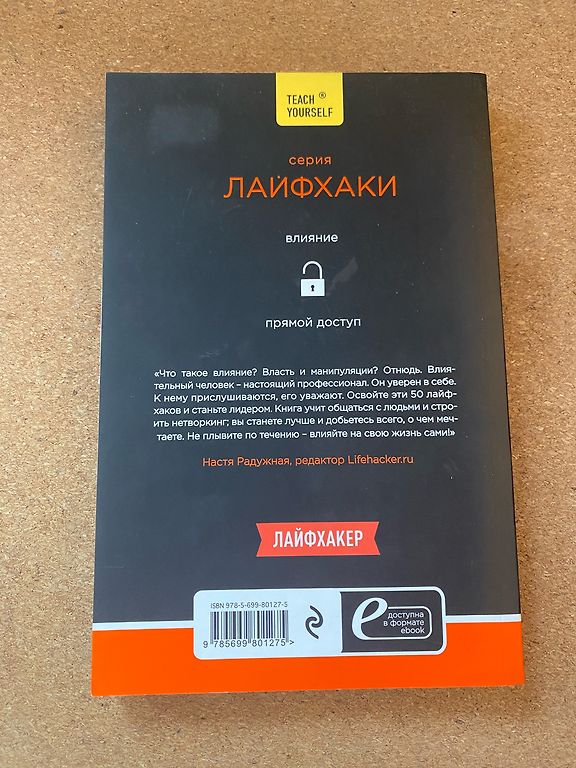 TEACH ®
YOURSELF
серия
ЛАЙФХАКИ
влияние
прямой доступ
«Что такое влияние? Власть и манипуляции? Отнюдь. Влия-
тельный человек – настоящий профессионал. Он уверен в себе.
К нему прислушиваются, его уважают. Освойте эти 50 лайф-
хаков и станьте лидером. Книга учит общаться с людьми и стро-
ить нетворкинг; вы станете лучше и добьетесь всего, о чем меч-
таете. Не плывите по течению – влияйте на свою жизнь сами!»
Настя Радужная, редактор Lifehacker.ru
ЛАЙФХАКЕР
ISBN 978-5-699-80127-5
9 785699 801275 >
e доступна
в формате
ebook